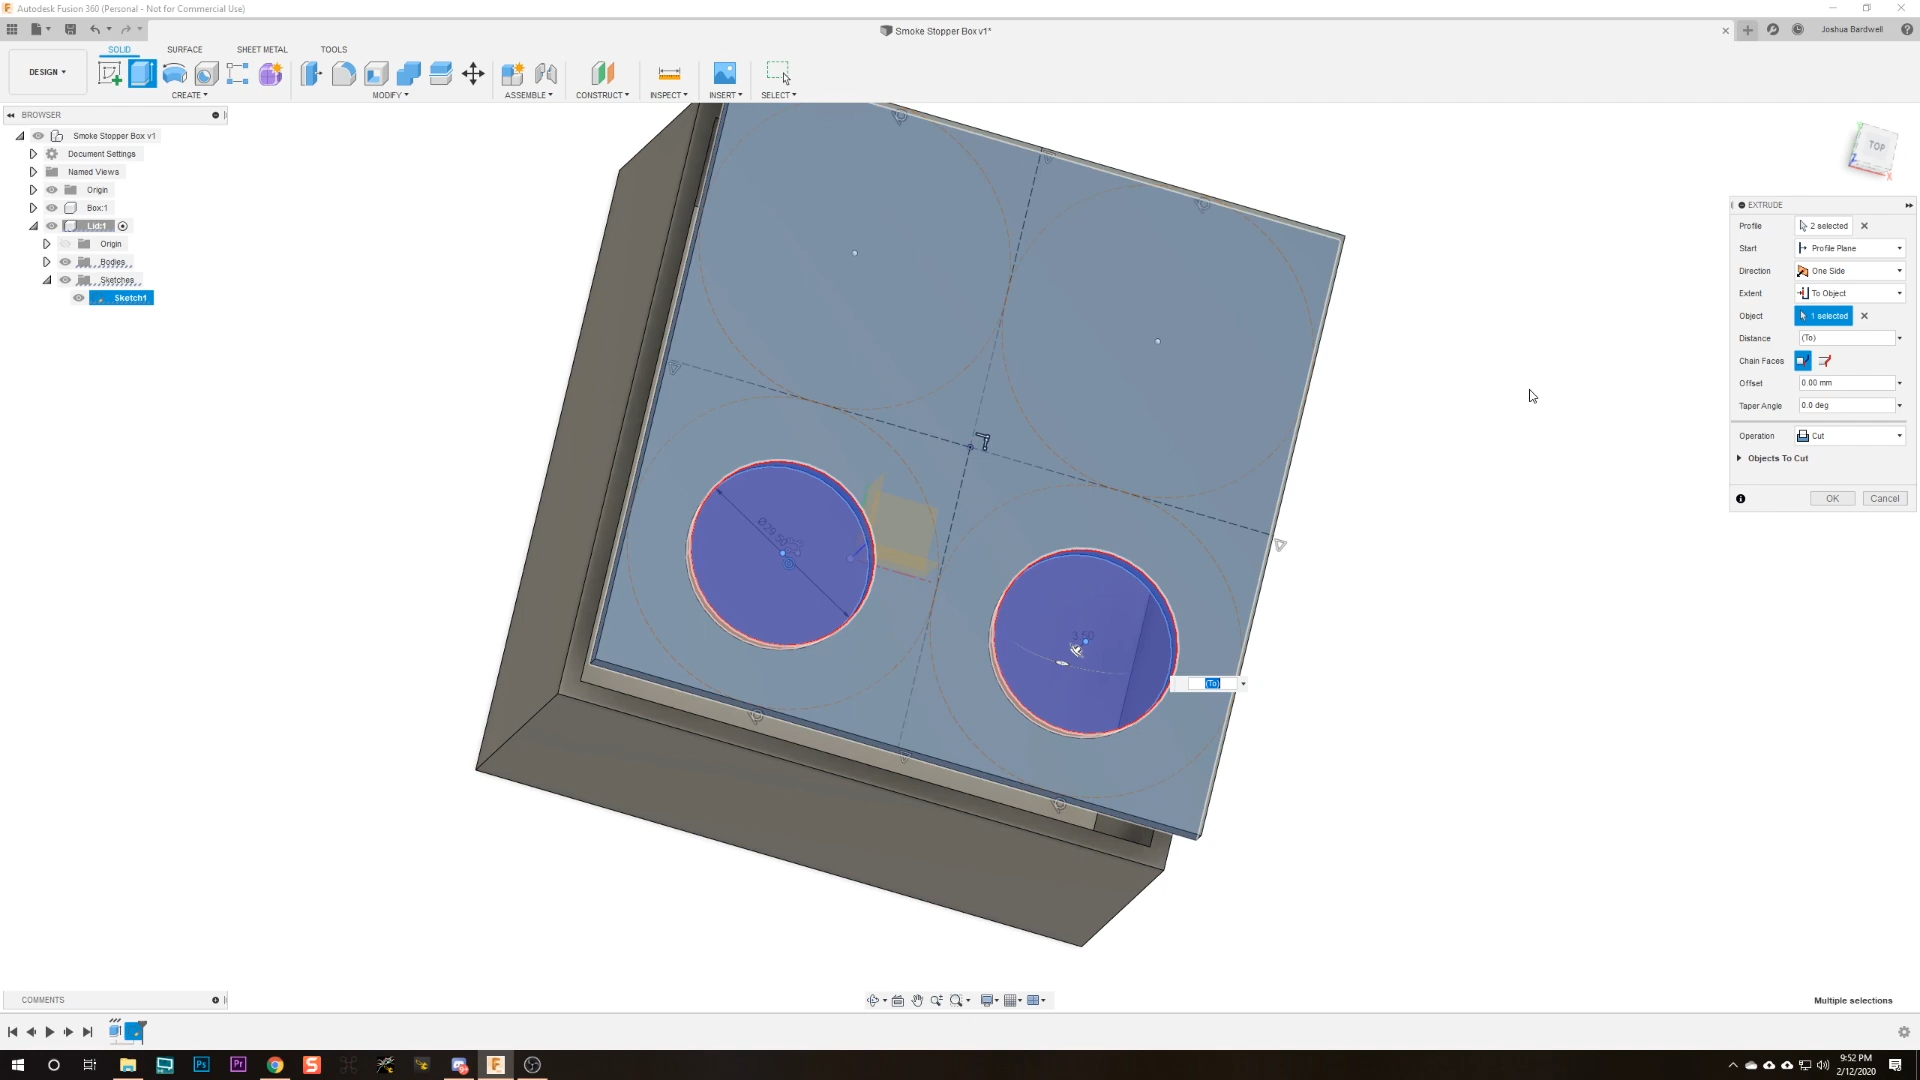 Autodesk Fusion 360 (Personal - Not for Commercial Use)
Smoke Stopper Box v1*
Joshua Bardwell
DESIGN
SOLID
SURFACE
SHEET METAL
TOOLS
CREATE
MODIFY
ASSEMBLE
CONSTRUCT
INSPECT
INSERT
SELECT
BROWSER
Smoke Stopper Box v1
Document Settings
Named Views
Origin
Box:1
Lid:1
Origin
Bodies
Sketches
Sketch1
TOP
Z
X
EXTRUDE
Profile 2 selected
Start Profile Plane
Direction One Side
Extent To Object
Object 1 selected
Distance (To)
Chain Faces
Offset 0.00 mm
Taper Angle 0.0 deg
Operation Cut
Objects To Cut
OK Cancel
3.50
(To)
COMMENTS
Multiple selections
9:52 PM
2/12/2020